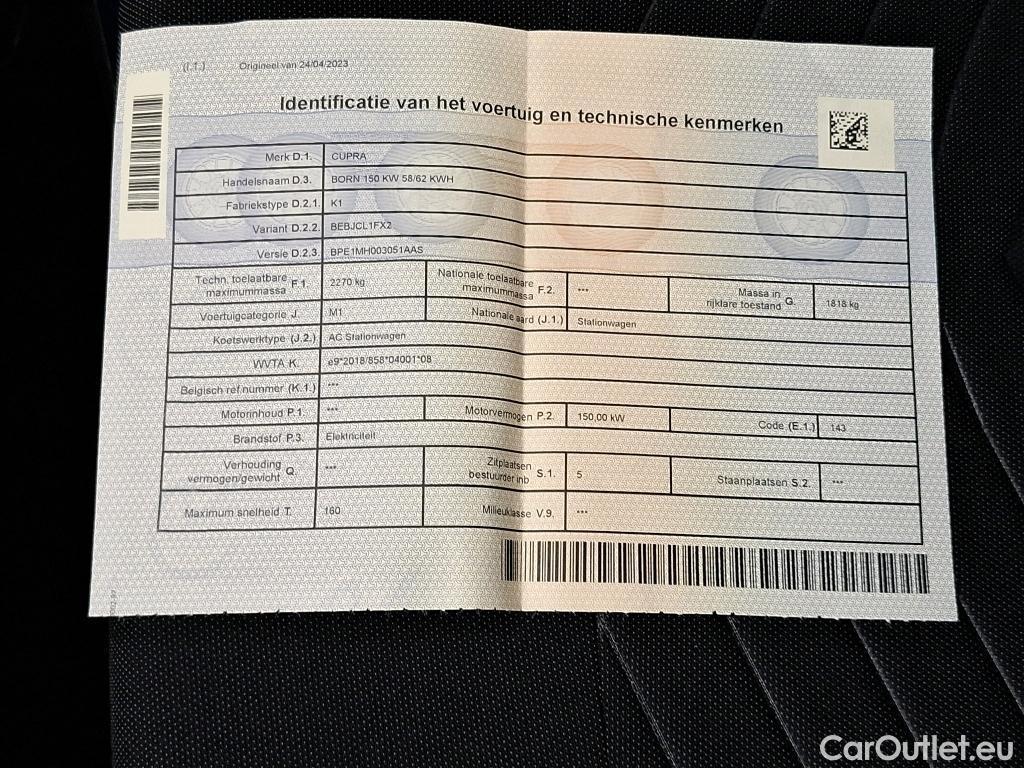 (I.1.) Origineel van 24/04/2023
Identificatie van het voertuig en technische kenmerken
Merk D.1. CUPRA
Handelsnaam D.3. BORN 150 KW 58/62 KWH
Fabriekstype D.2.1. K1
Variant D.2.2. BEBJCL1FX2
Versie D.2.3. BPE1MH003051AAS
Techn. toelaatbare maximummassa F.1. 2270 kg Nationale toelaatbare maximummassa F.2. *** Massa in rijklare toestand G. 1818 kg
Voertuigcategorie J. M1 Nationale aard (J.1.) Stationwagen
Koetswerktype (J.2.) AC Stationwagen
WVTA K. e9*2018/858*04001*08
Belgisch ref.nummer (K.1.) ***
Motorinhoud P.1. *** Motorvermogen P.2. 150,00 kW Code (E.1.) 143
Brandstof P.3. Elektriciteit
Verhouding vermogen/gewicht Q. *** Zitplaatsen bestuurder inb. S.1. 5 Staanplaatsen S.2. ***
Maximum snelheid T. 160 Milieuklasse V.9. ***
CarOutlet.eu